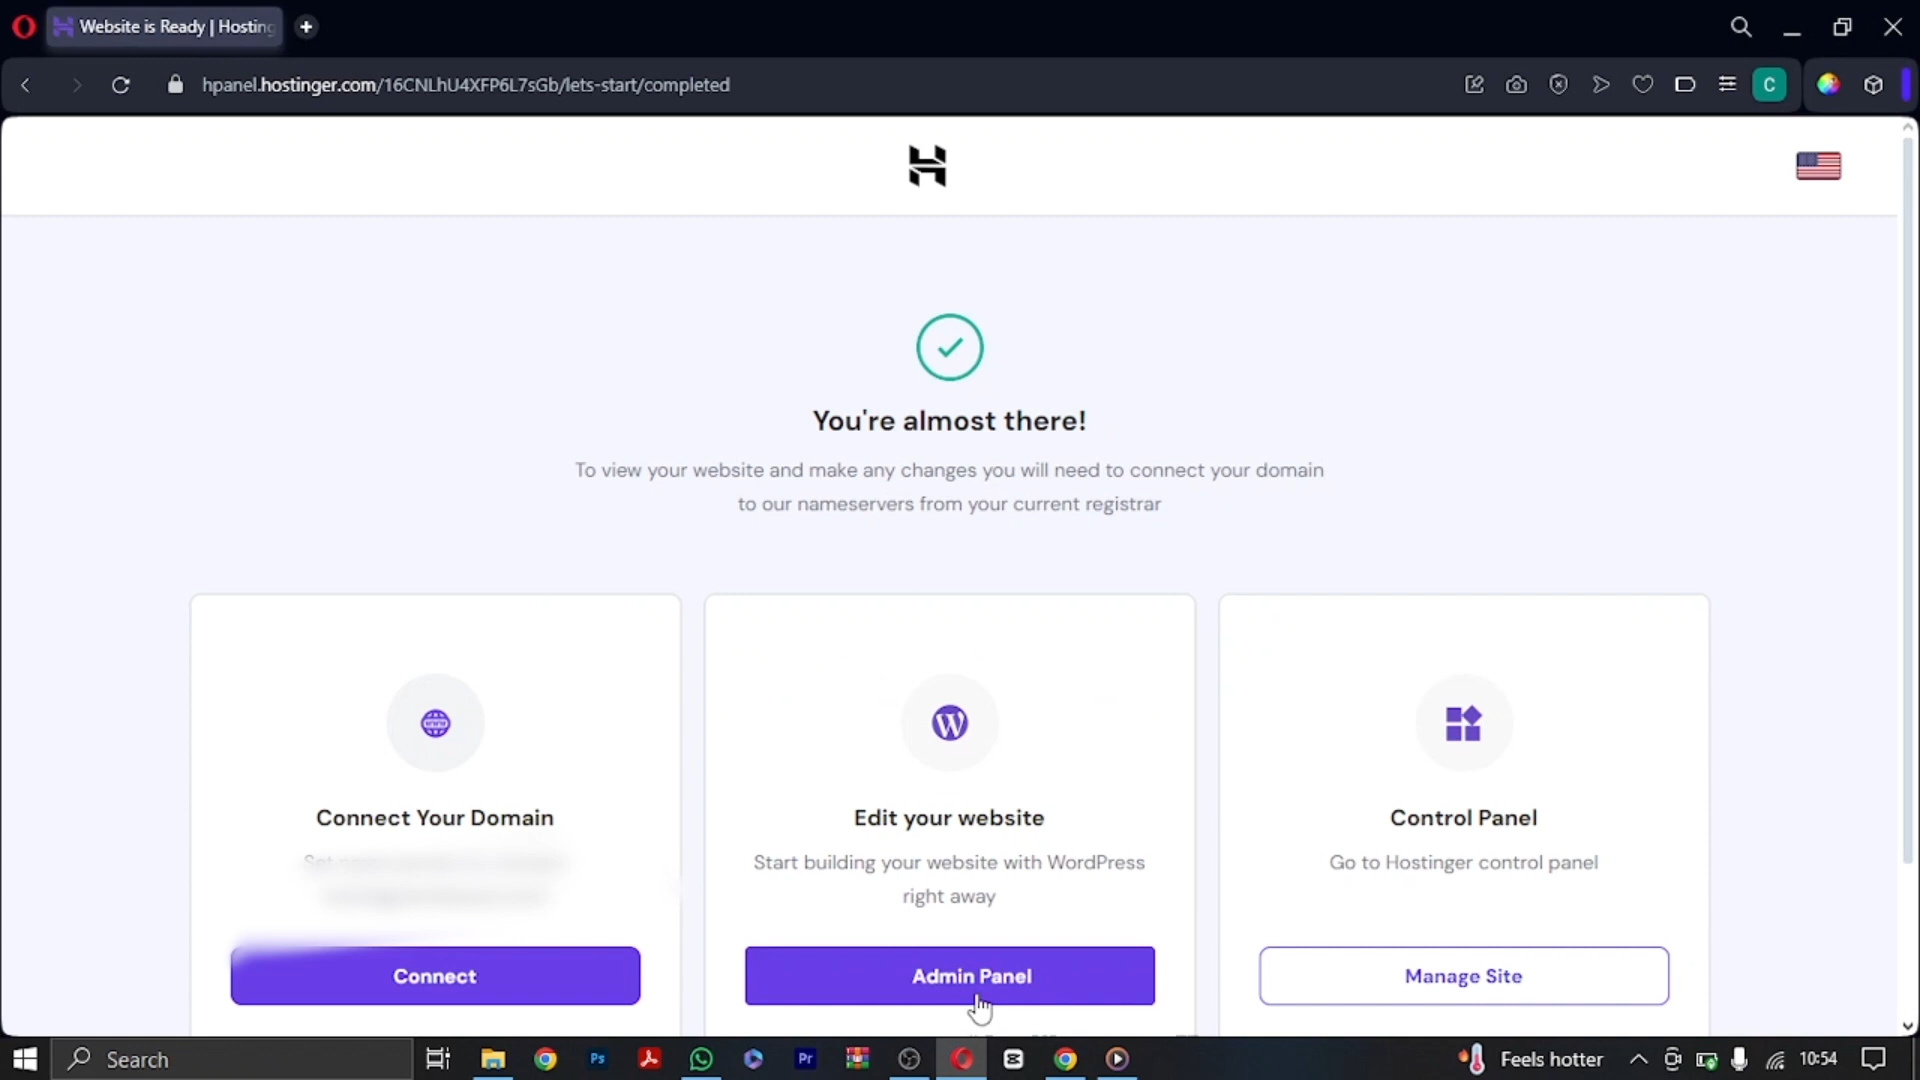 Website is Ready | Hosting
hpanel.hostinger.com/16CNLhU4XFP6L7sGb/lets-start/completed
C
You're almost there!
To view your website and make any changes you will need to connect your domain
to our nameservers from your current registrar
www
Connect Your Domain
Connect
Edit your website
Start building your website with WordPress
right away
Admin Panel
Control Panel
Go to Hostinger control panel
Manage Site
Search
Ps
Pr
Feels hotter
10:54